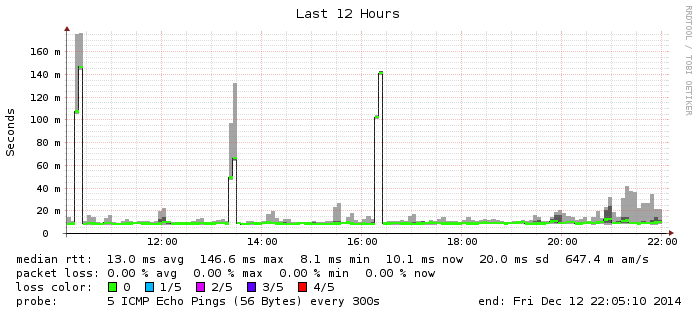 Last 12 Hours
RRDTOOL / TOBI OETIKER
Seconds
160 m
140 m
120 m
100 m
80 m
60 m
40 m
20 m
0
12:00 14:00 16:00 18:00 20:00 22:00
median rtt: 13.0 ms avg 146.6 ms max 8.1 ms min 10.1 ms now 20.0 ms sd 647.4 m am/s
packet loss: 0.00 % avg 0.00 % max 0.00 % min 0.00 % now
loss color: 0 1/5 2/5 3/5 4/5
probe: 5 ICMP Echo Pings (56 Bytes) every 300s end: Fri Dec 12 22:05:10 2014